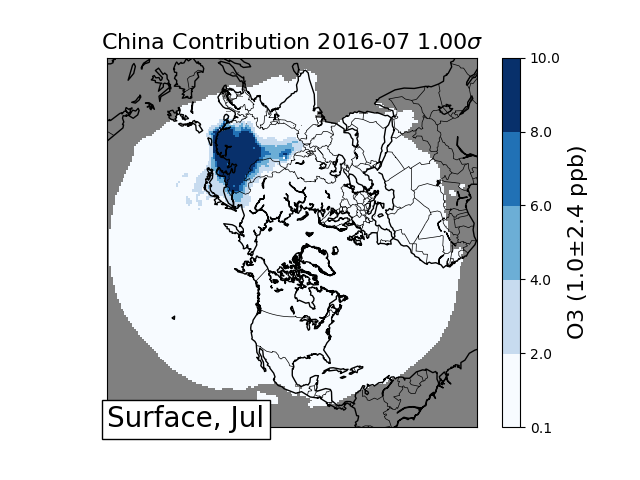 China Contribution 2016-07 1.00σ
10.0
8.0
6.0
4.0
2.0
0.1
O3 (1.0±2.4 ppb)
Surface, Jul